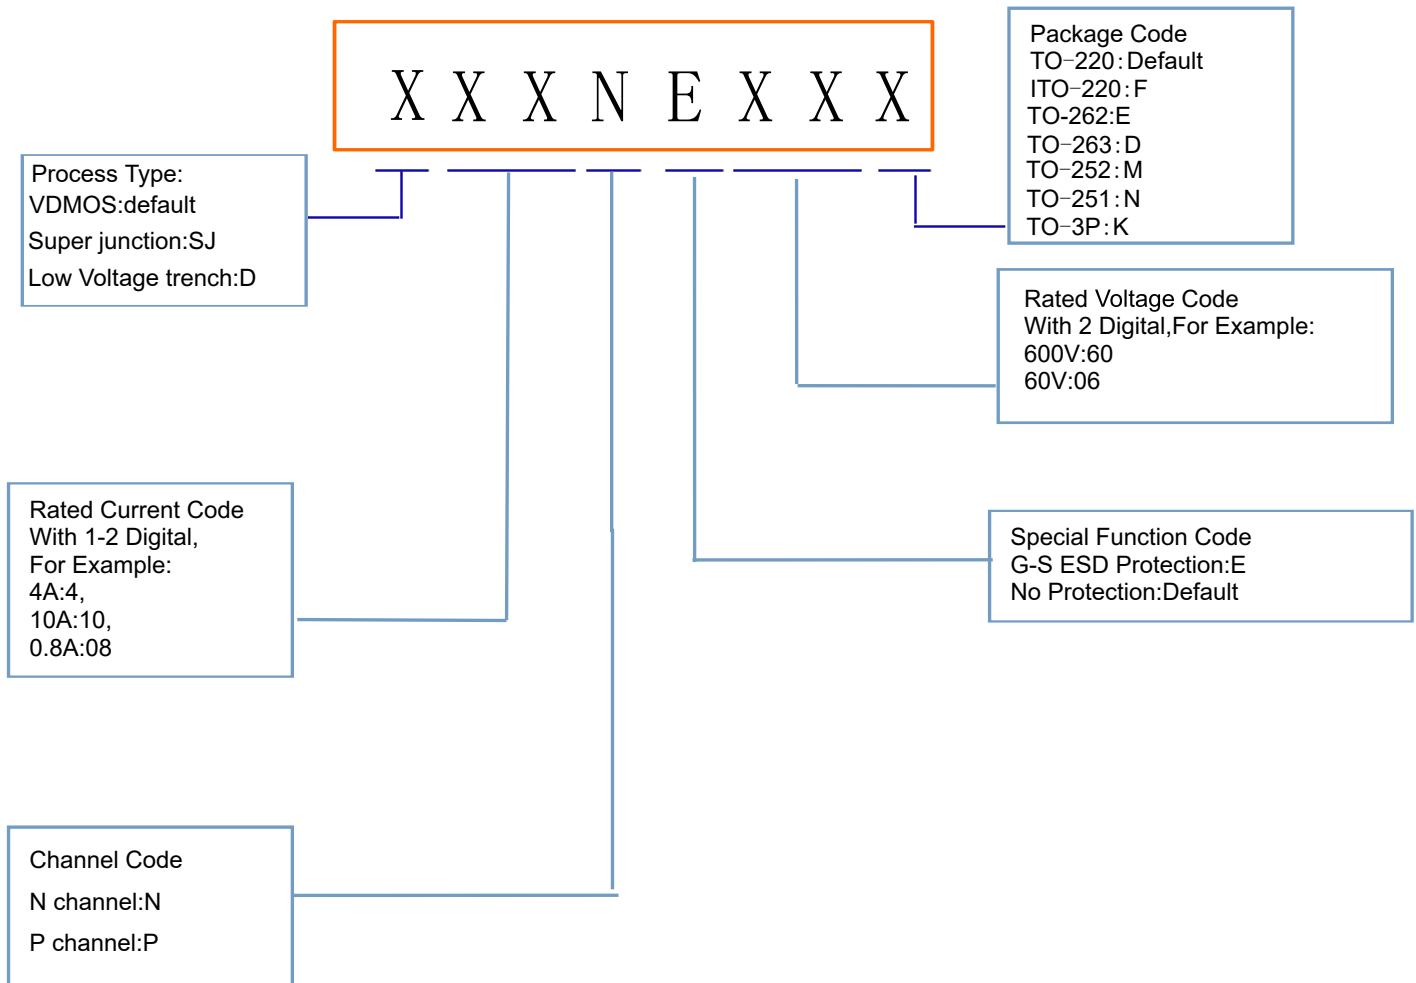 X X X N E X X X
Package Code
TO-220:Default
ITO-220:F
TO-262:E
TO-263:D
TO-252:M
TO-251:N
TO-3P:K
Process Type:
VDMOS:default
Super junction:SJ
Low Voltage trench:D
Rated Voltage Code
With 2 Digital,For Example:
600V:60
60V:06
Rated Current Code
With 1-2 Digital,
For Example:
4A:4,
10A:10,
0.8A:08
Special Function Code
G-S ESD Protection:E
No Protection:Default
Channel Code
N channel:N
P channel:P